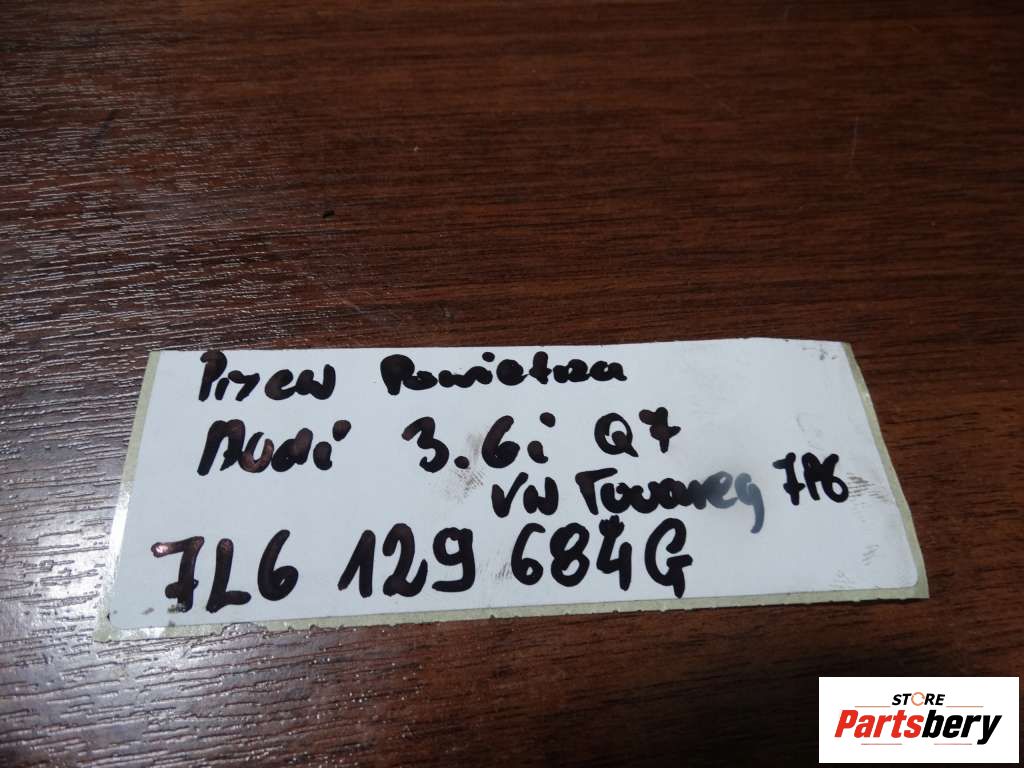 Przew Powietrza
Audi 3.6i Q7
VW Touareg 7P6
7L6 129 684G
STORE
Partsbery